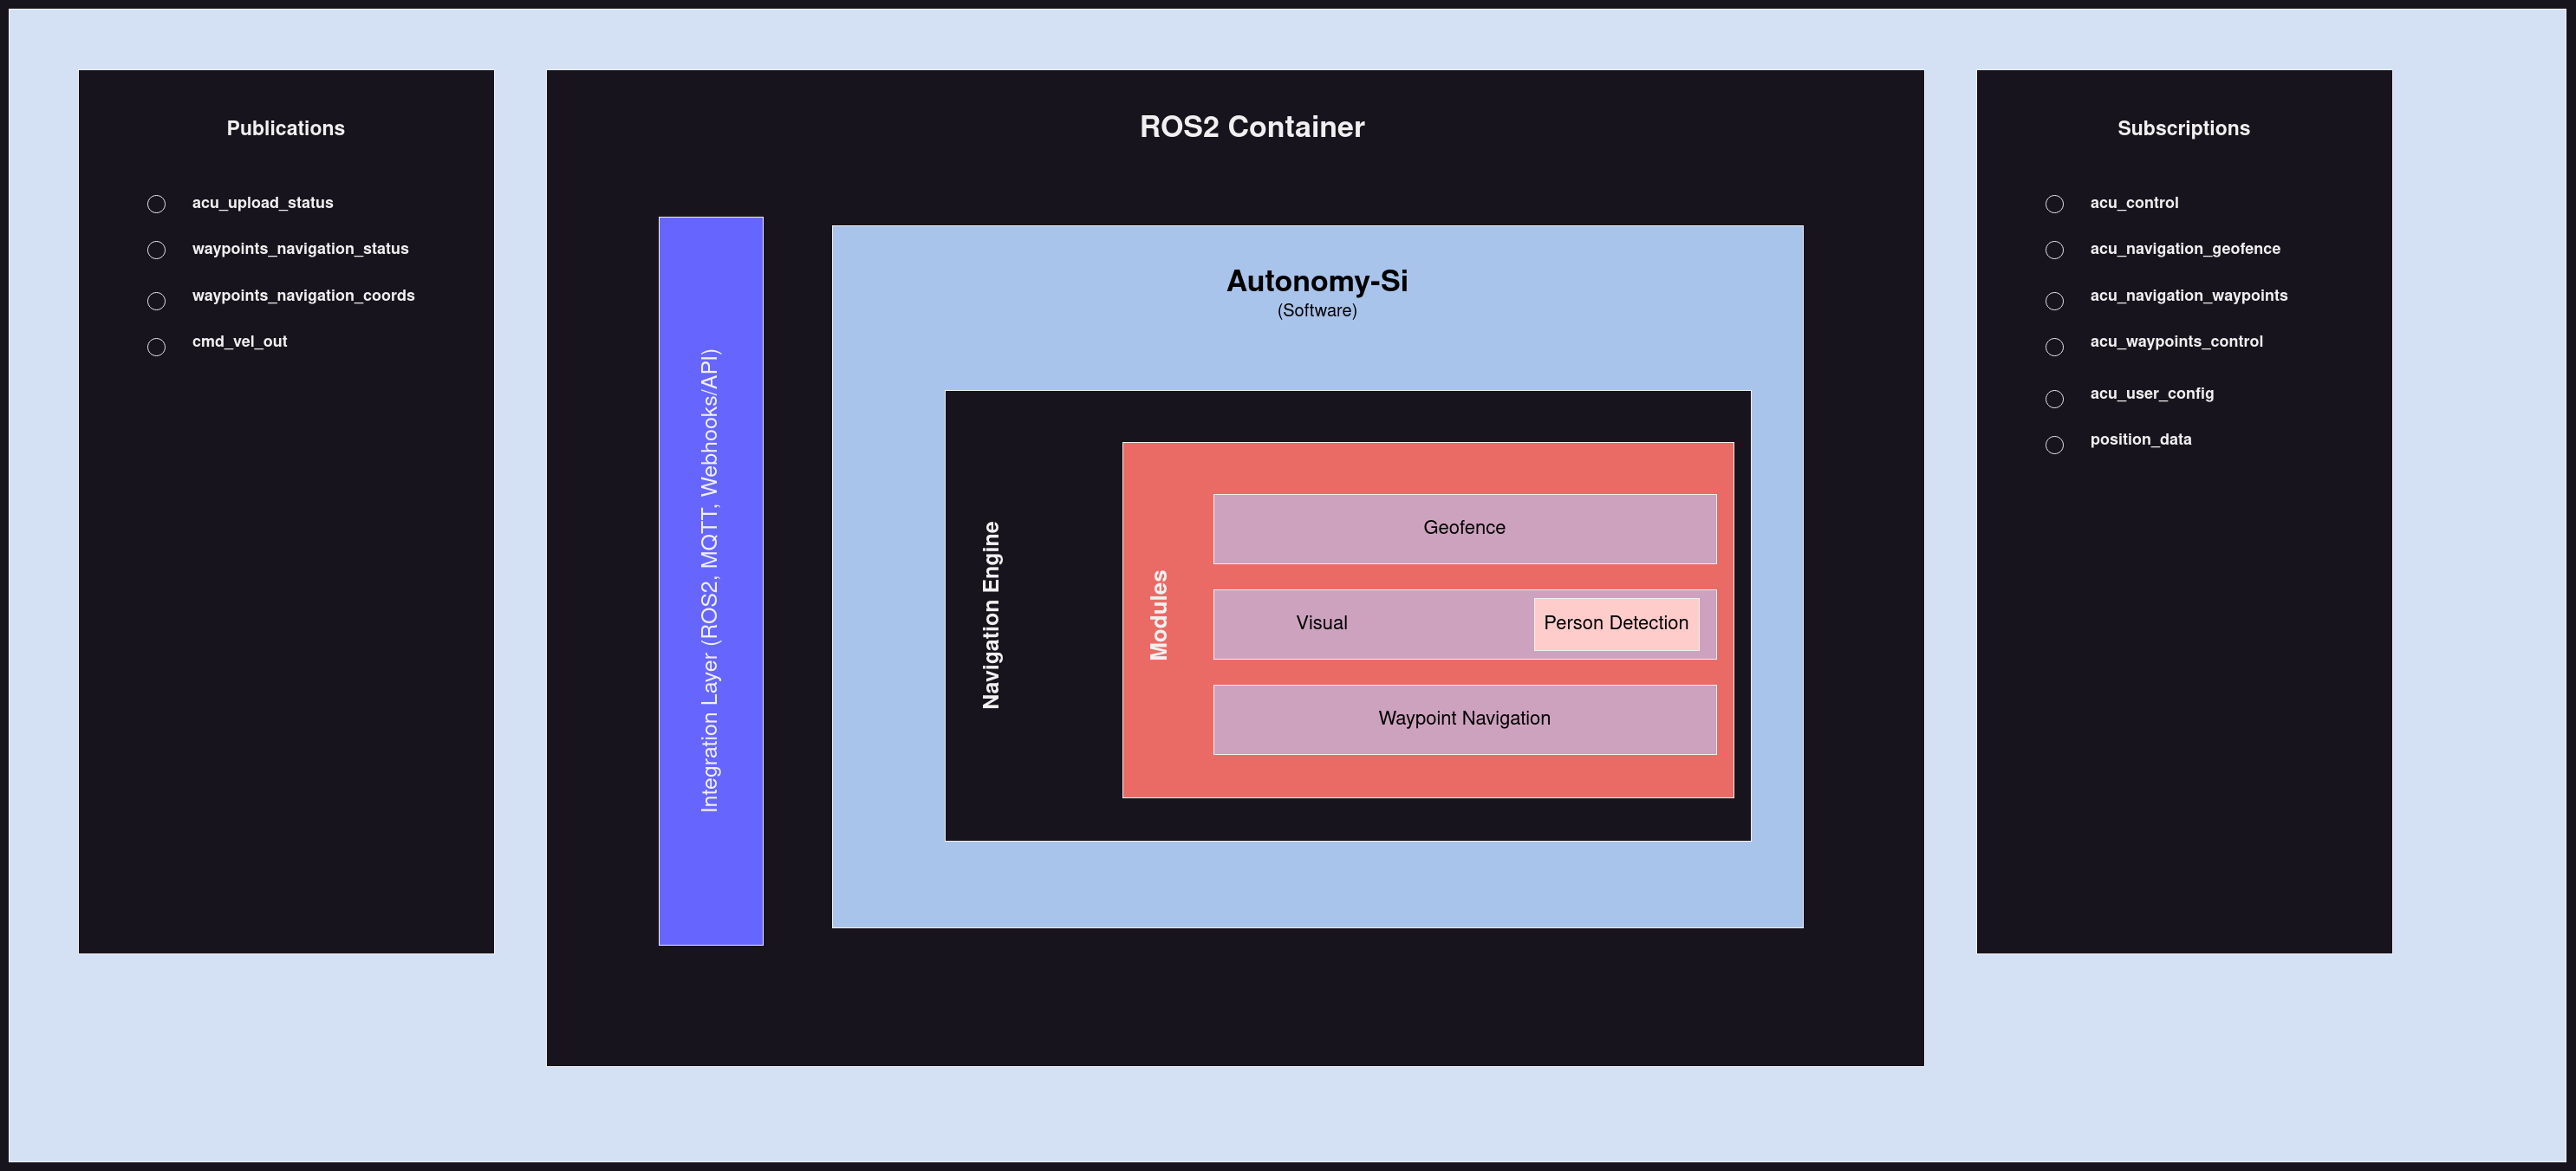 Publications
acu_upload_status
waypoints_navigation_status
waypoints_navigation_coords
cmd_vel_out
ROS2 Container
Integration Layer (ROS2, MQTT, Webhooks/API)
Autonomy-Si
(Software)
Navigation Engine
Modules
Geofence
Visual
Person Detection
Waypoint Navigation
Subscriptions
acu_control
acu_navigation_geofence
acu_navigation_waypoints
acu_waypoints_control
acu_user_config
position_data